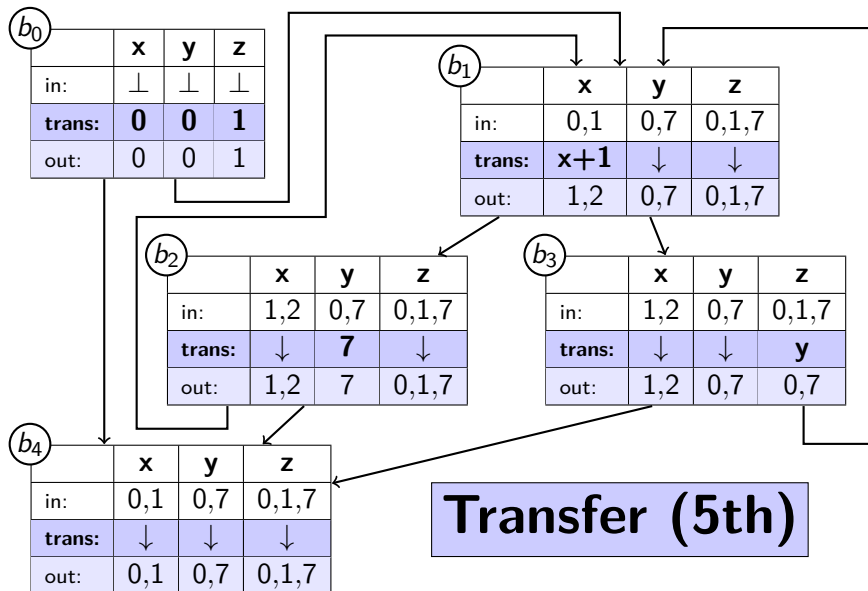 b0
x y z
in: ⊥ ⊥ ⊥
trans: 0 0 1
out: 0 0 1
b1
x y z
in: 0,1 0,7 0,1,7
trans: x+1 ↓ ↓
out: 1,2 0,7 0,1,7
b2
x y z
in: 1,2 0,7 0,1,7
trans: ↓ 7 ↓
out: 1,2 7 0,1,7
b3
x y z
in: 1,2 0,7 0,1,7
trans: ↓ ↓ y
out: 1,2 0,7 0,7
b4
x y z
in: 0,1 0,7 0,1,7
trans: ↓ ↓ ↓
out: 0,1 0,7 0,1,7
Transfer (5th)